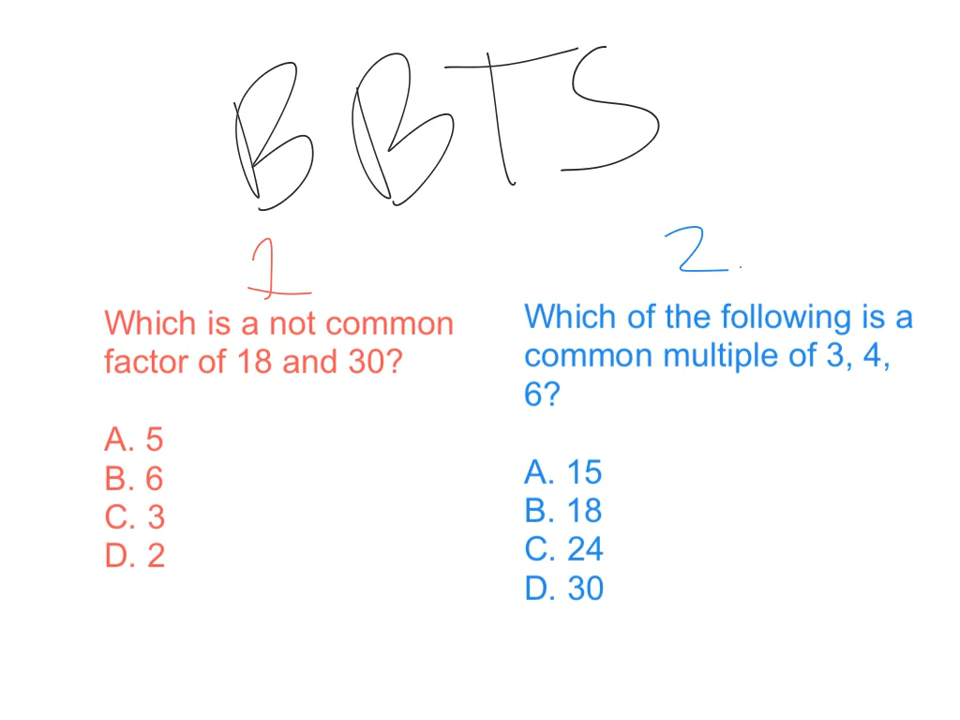 BBTS
1
Which is a not common
factor of 18 and 30?
A. 5
B. 6
C. 3
D. 2
2.
Which of the following is a
common multiple of 3, 4,
6?
A. 15
B. 18
C. 24
D. 30